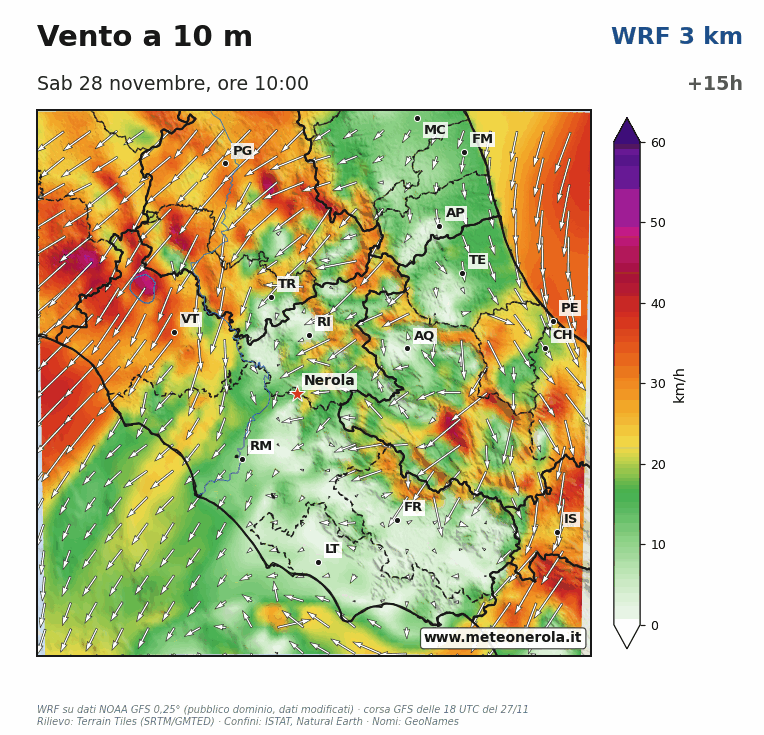 Vento a 10 m
WRF 3 km
Sab 28 novembre, ore 10:00
+15h
MC
FM
PG
AP
TE
TR
PE
VT
RI
AQ
CH
Nerola
RM
FR
IS
LT
www.meteonerola.it
60
50
40
30
20
10
0
km/h
WRF su dati NOAA GFS 0,25° (pubblico dominio, dati modificati) · corsa GFS delle 18 UTC del 27/11
Rilievo: Terrain Tiles (SRTM/GMTED) · Confini: ISTAT, Natural Earth · Nomi: GeoNames